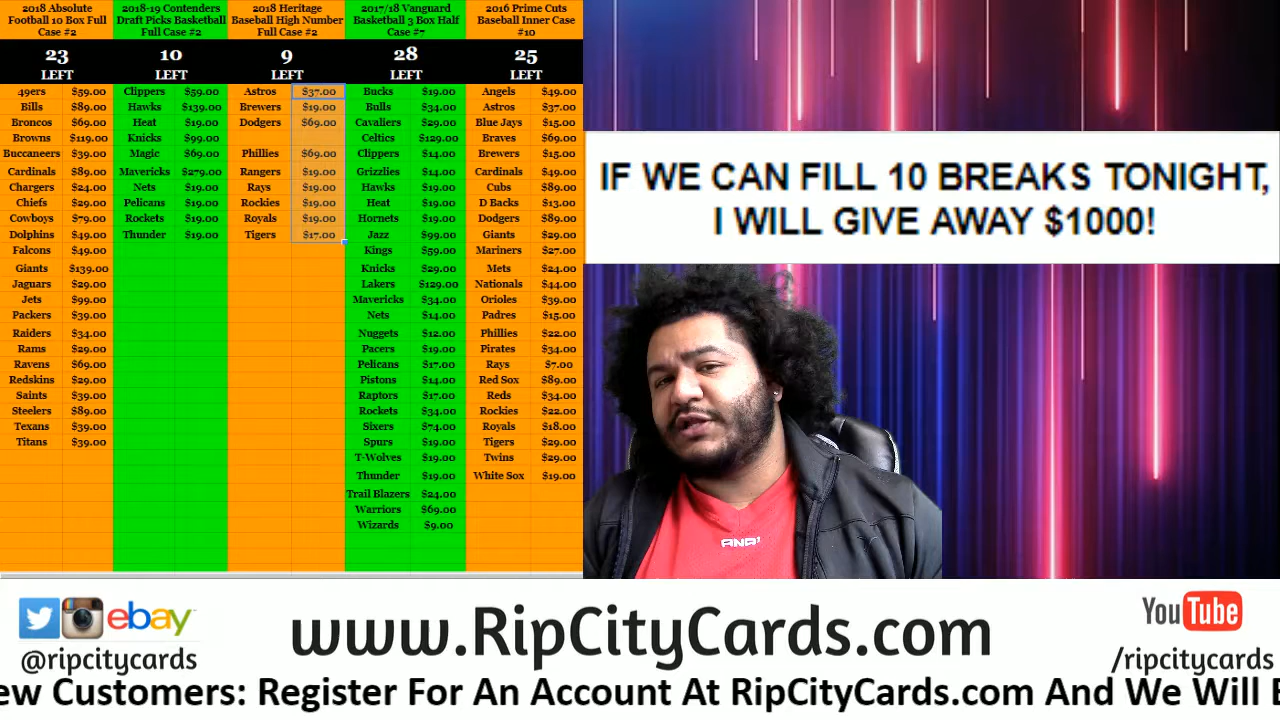 2018 Absolute
Football 10 Box Full
Case #2
23
LEFT
49ers $59.00
Bills $89.00
Broncos $69.00
Browns $119.00
Buccaneers $39.00
Cardinals $89.00
Chargers $24.00
Chiefs $29.00
Cowboys $79.00
Dolphins $49.00
Falcons $49.00
Giants $139.00
Jaguars $29.00
Jets $99.00
Packers $39.00
Raiders $34.00
Rams $29.00
Ravens $69.00
Redskins $29.00
Saints $39.00
Steelers $89.00
Texans $39.00
Titans $39.00
2018-19 Contenders
Draft Picks Basketball
Full Case #2
10
LEFT
Clippers $59.00
Hawks $139.00
Heat $19.00
Knicks $99.00
Magic $69.00
Mavericks $279.00
Nets $19.00
Pelicans $19.00
Rockets $19.00
Thunder $19.00
2018 Heritage
Baseball High Number
Full Case #2
9
LEFT
Astros $37.00
Brewers $19.00
Dodgers $69.00
Phillies $69.00
Rangers $19.00
Rays $19.00
Rockies $19.00
Royals $19.00
Tigers $17.00
2017/18 Vanguard
Basketball 3 Box Half
Case #7
28
LEFT
Bucks $19.00
Bulls $34.00
Cavaliers $29.00
Celtics $129.00
Clippers $14.00
Grizzlies $14.00
Hawks $19.00
Heat $19.00
Hornets $19.00
Jazz $99.00
Kings $59.00
Knicks $29.00
Lakers $129.00
Mavericks $34.00
Nets $14.00
Nuggets $12.00
Pacers $19.00
Pelicans $17.00
Pistons $14.00
Raptors $17.00
Rockets $34.00
Sixers $74.00
Spurs $19.00
T-Wolves $19.00
Thunder $19.00
Trail Blazers $24.00
Warriors $69.00
Wizards $9.00
2016 Prime Cuts
Baseball Inner Case
#10
25
LEFT
Angels $49.00
Astros $37.00
Blue Jays $15.00
Braves $69.00
Brewers $15.00
Cardinals $49.00
Cubs $89.00
D Backs $13.00
Dodgers $89.00
Giants $29.00
Mariners $27.00
Mets $24.00
Nationals $44.00
Orioles $39.00
Padres $15.00
Phillies $22.00
Pirates $34.00
Rays $7.00
Red Sox $89.00
Reds $34.00
Rockies $22.00
Royals $18.00
Tigers $29.00
Twins $29.00
White Sox $19.00
IF WE CAN FILL 10 BREAKS TONIGHT,
I WILL GIVE AWAY $1000!
AND1
ebay
@ripcitycards
www.RipCityCards.com
YouTube
/ripcitycards
ew Customers: Register For An Account At RipCityCards.com And We Will E